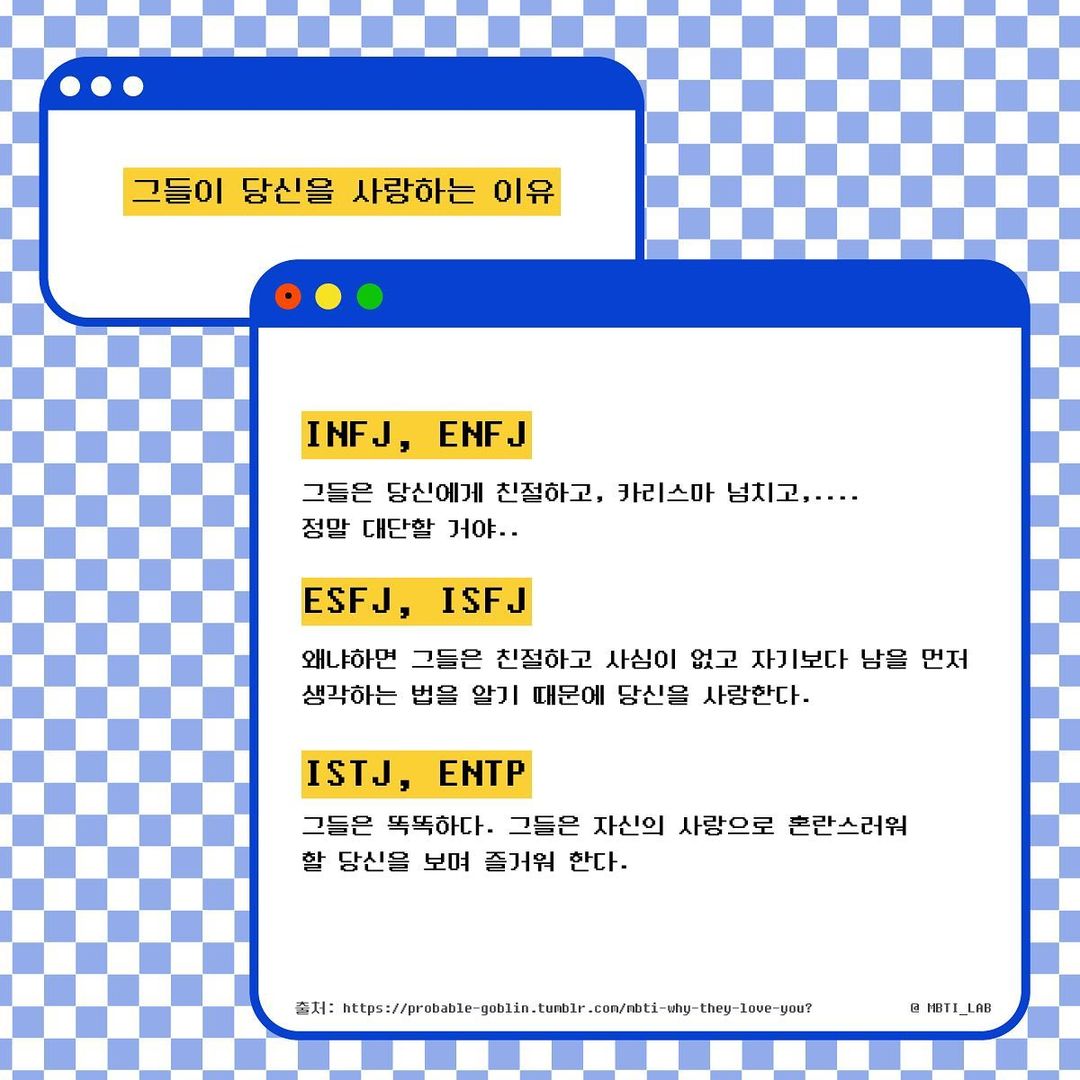 그들이 당신을 사랑하는 이유
INFJ, ENFJ
그들은 당신에게 친절하고, 카리스마 넘치고,....
정말 대단할 거야..
ESFJ, ISFJ
왜냐하면 그들은 친절하고 사심이 없고 자기보다 남을 먼저
생각하는 법을 알기 때문에 당신을 사랑한다.
ISTJ, ENTP
그들은 똑똑하다. 그들은 자신의 사랑으로 혼란스러워
할 당신을 보며 즐거워 한다.
출처: https://probable-goblin.tumblr.com/mbti-why-they-love-you?
@ MBTI_LAB